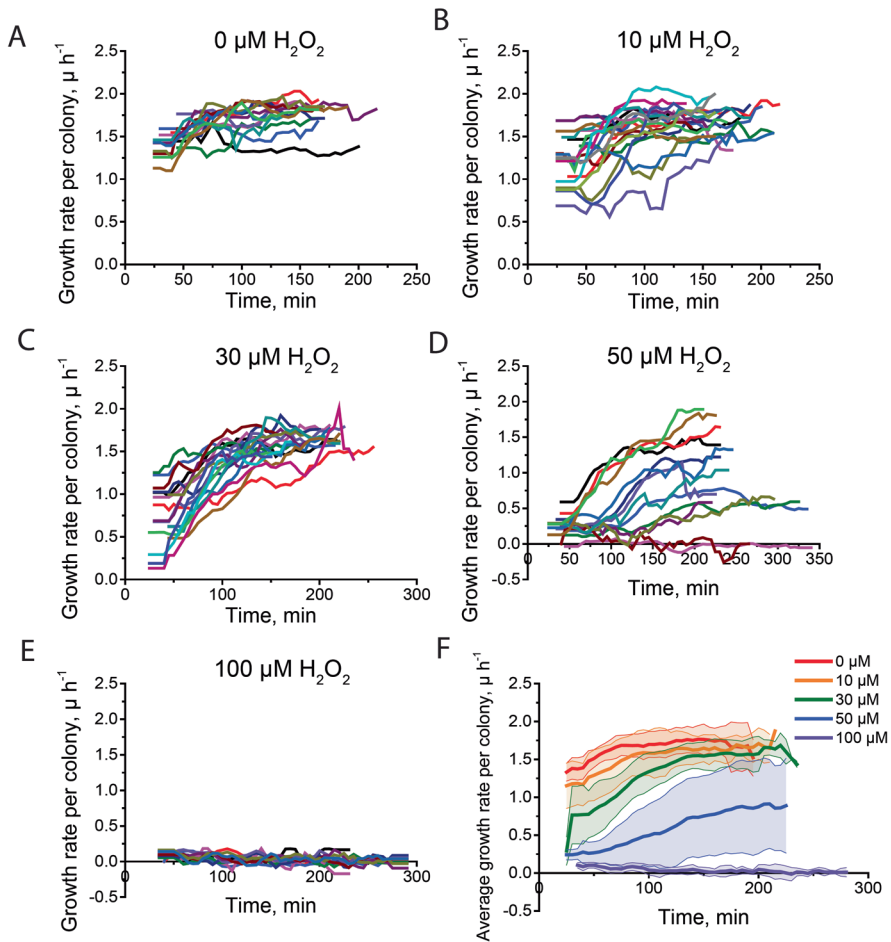 A
0 µM H2O2
Growth rate per colony, µ h-1
2.5
2.0
1.5
1.0
0.5
0.0
0 50 100 150 200 250
Time, min
B
10 µM H2O2
Growth rate per colony, µ h-1
2.5
2.0
1.5
1.0
0.5
0.0
0 50 100 150 200 250
Time, min
C
30 µM H2O2
Growth rate per colony, µ h-1
2.5
2.0
1.5
1.0
0.5
0.0
0 100 200 300
Time, min
D
50 µM H2O2
Growth rate per colony, µ h-1
2.5
2.0
1.5
1.0
0.5
0.0
-0.5
0 50 100 150 200 250 300 350
Time, min
E
100 µM H2O2
Growth rate per colony, µ h-1
2.5
2.0
1.5
1.0
0.5
0.0
-0.5
0 100 200 300
Time, min
F
0 µM
10 µM
30 µM
50 µM
100 µM
Average growth rate per colony, µ h-1
2.5
2.0
1.5
1.0
0.5
0.0
-0.5
0 100 200 300
Time, min